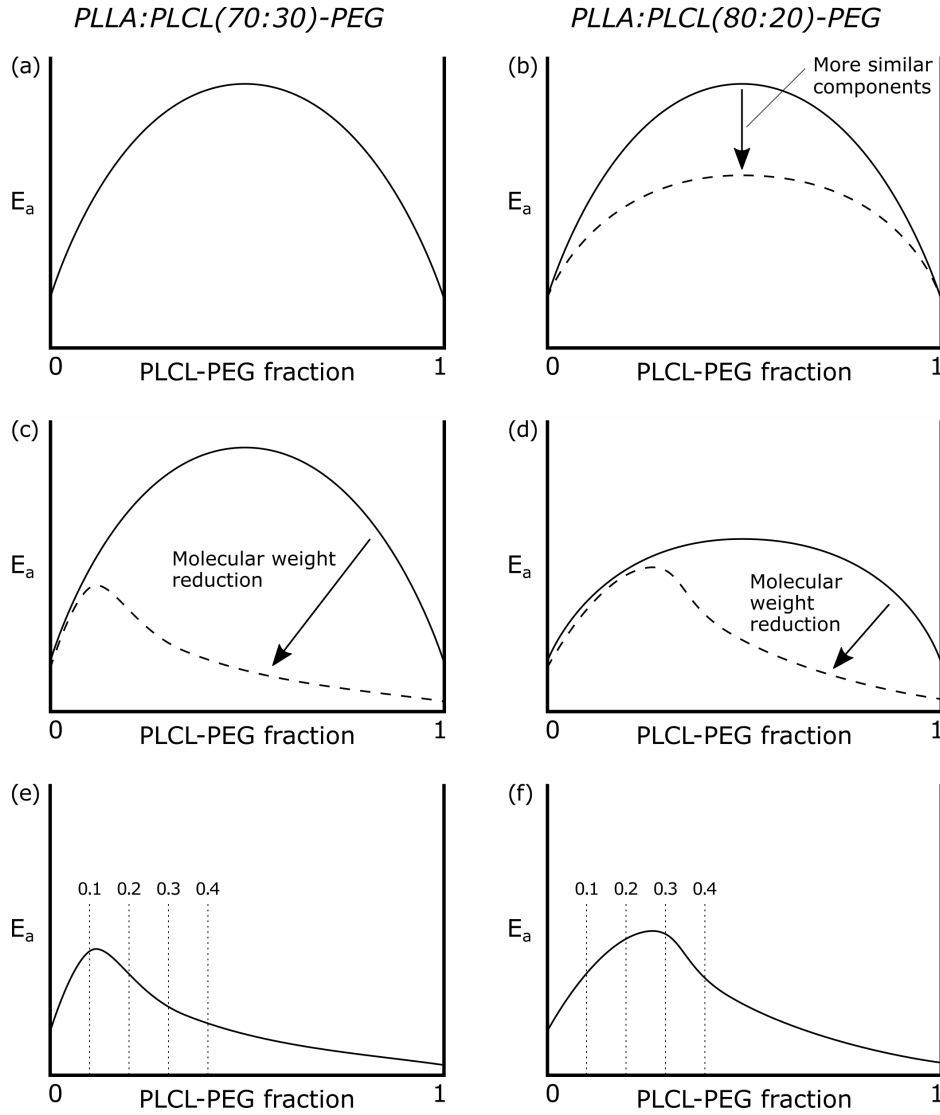 PLLA:PLCL(70:30)-PEG
PLLA:PLCL(80:20)-PEG
(a)
Ea
0
1
PLCL-PEG fraction
(b)
More similar
components
Ea
0
1
PLCL-PEG fraction
(c)
Molecular weight
reduction
Ea
0
1
PLCL-PEG fraction
(d)
Molecular
weight
reduction
Ea
0
1
PLCL-PEG fraction
(e)
0.1 0.2 0.3 0.4
Ea
0
1
PLCL-PEG fraction
(f)
0.1 0.2 0.3 0.4
Ea
0
1
PLCL-PEG fraction